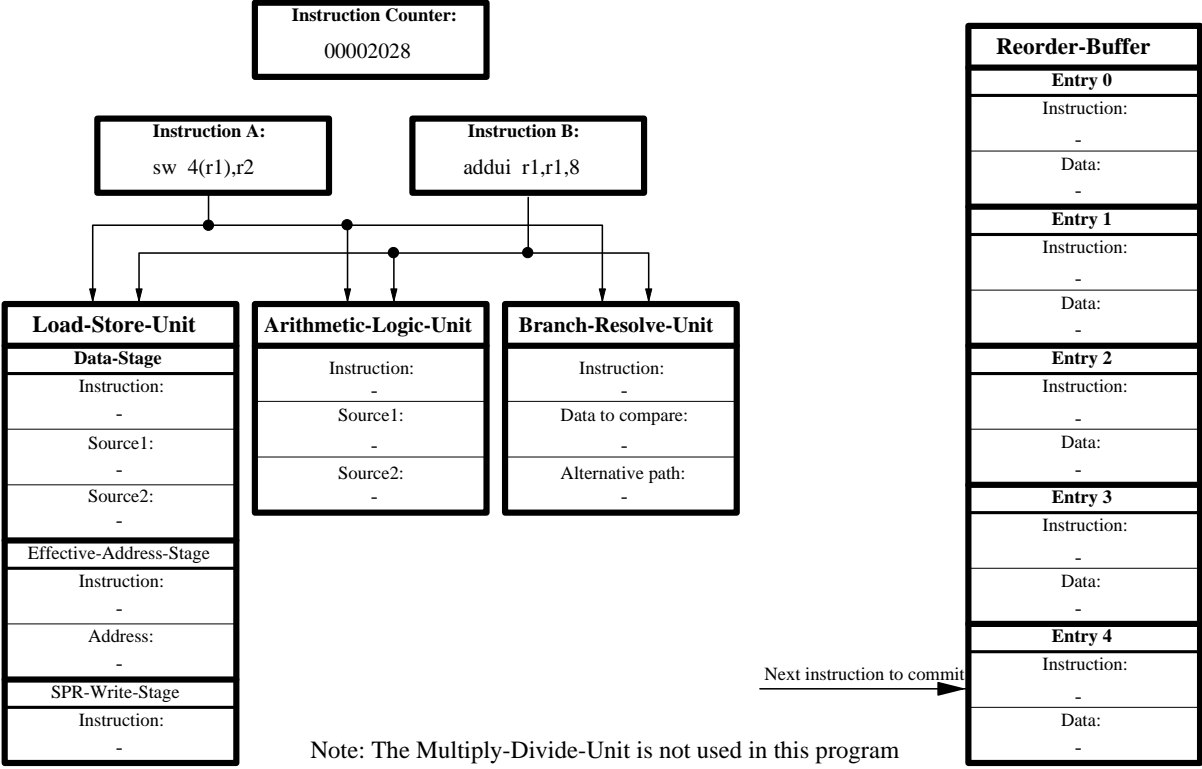 Instruction Counter:
00002028
Instruction A:
sw 4(r1),r2
Instruction B:
addui r1,r1,8
Load-Store-Unit
Data-Stage
Instruction:
-
Source1:
-
Source2:
-
Effective-Address-Stage
Instruction:
-
Address:
-
SPR-Write-Stage
Instruction:
-
Arithmetic-Logic-Unit
Instruction:
-
Source1:
-
Source2:
-
Branch-Resolve-Unit
Instruction:
-
Data to compare:
-
Alternative path:
-
Reorder-Buffer
Entry 0
Instruction:
-
Data:
-
Entry 1
Instruction:
-
Data:
-
Entry 2
Instruction:
-
Data:
-
Entry 3
Instruction:
-
Data:
-
Entry 4
Instruction:
-
Data:
-
Next instruction to commit
Note: The Multiply-Divide-Unit is not used in this program